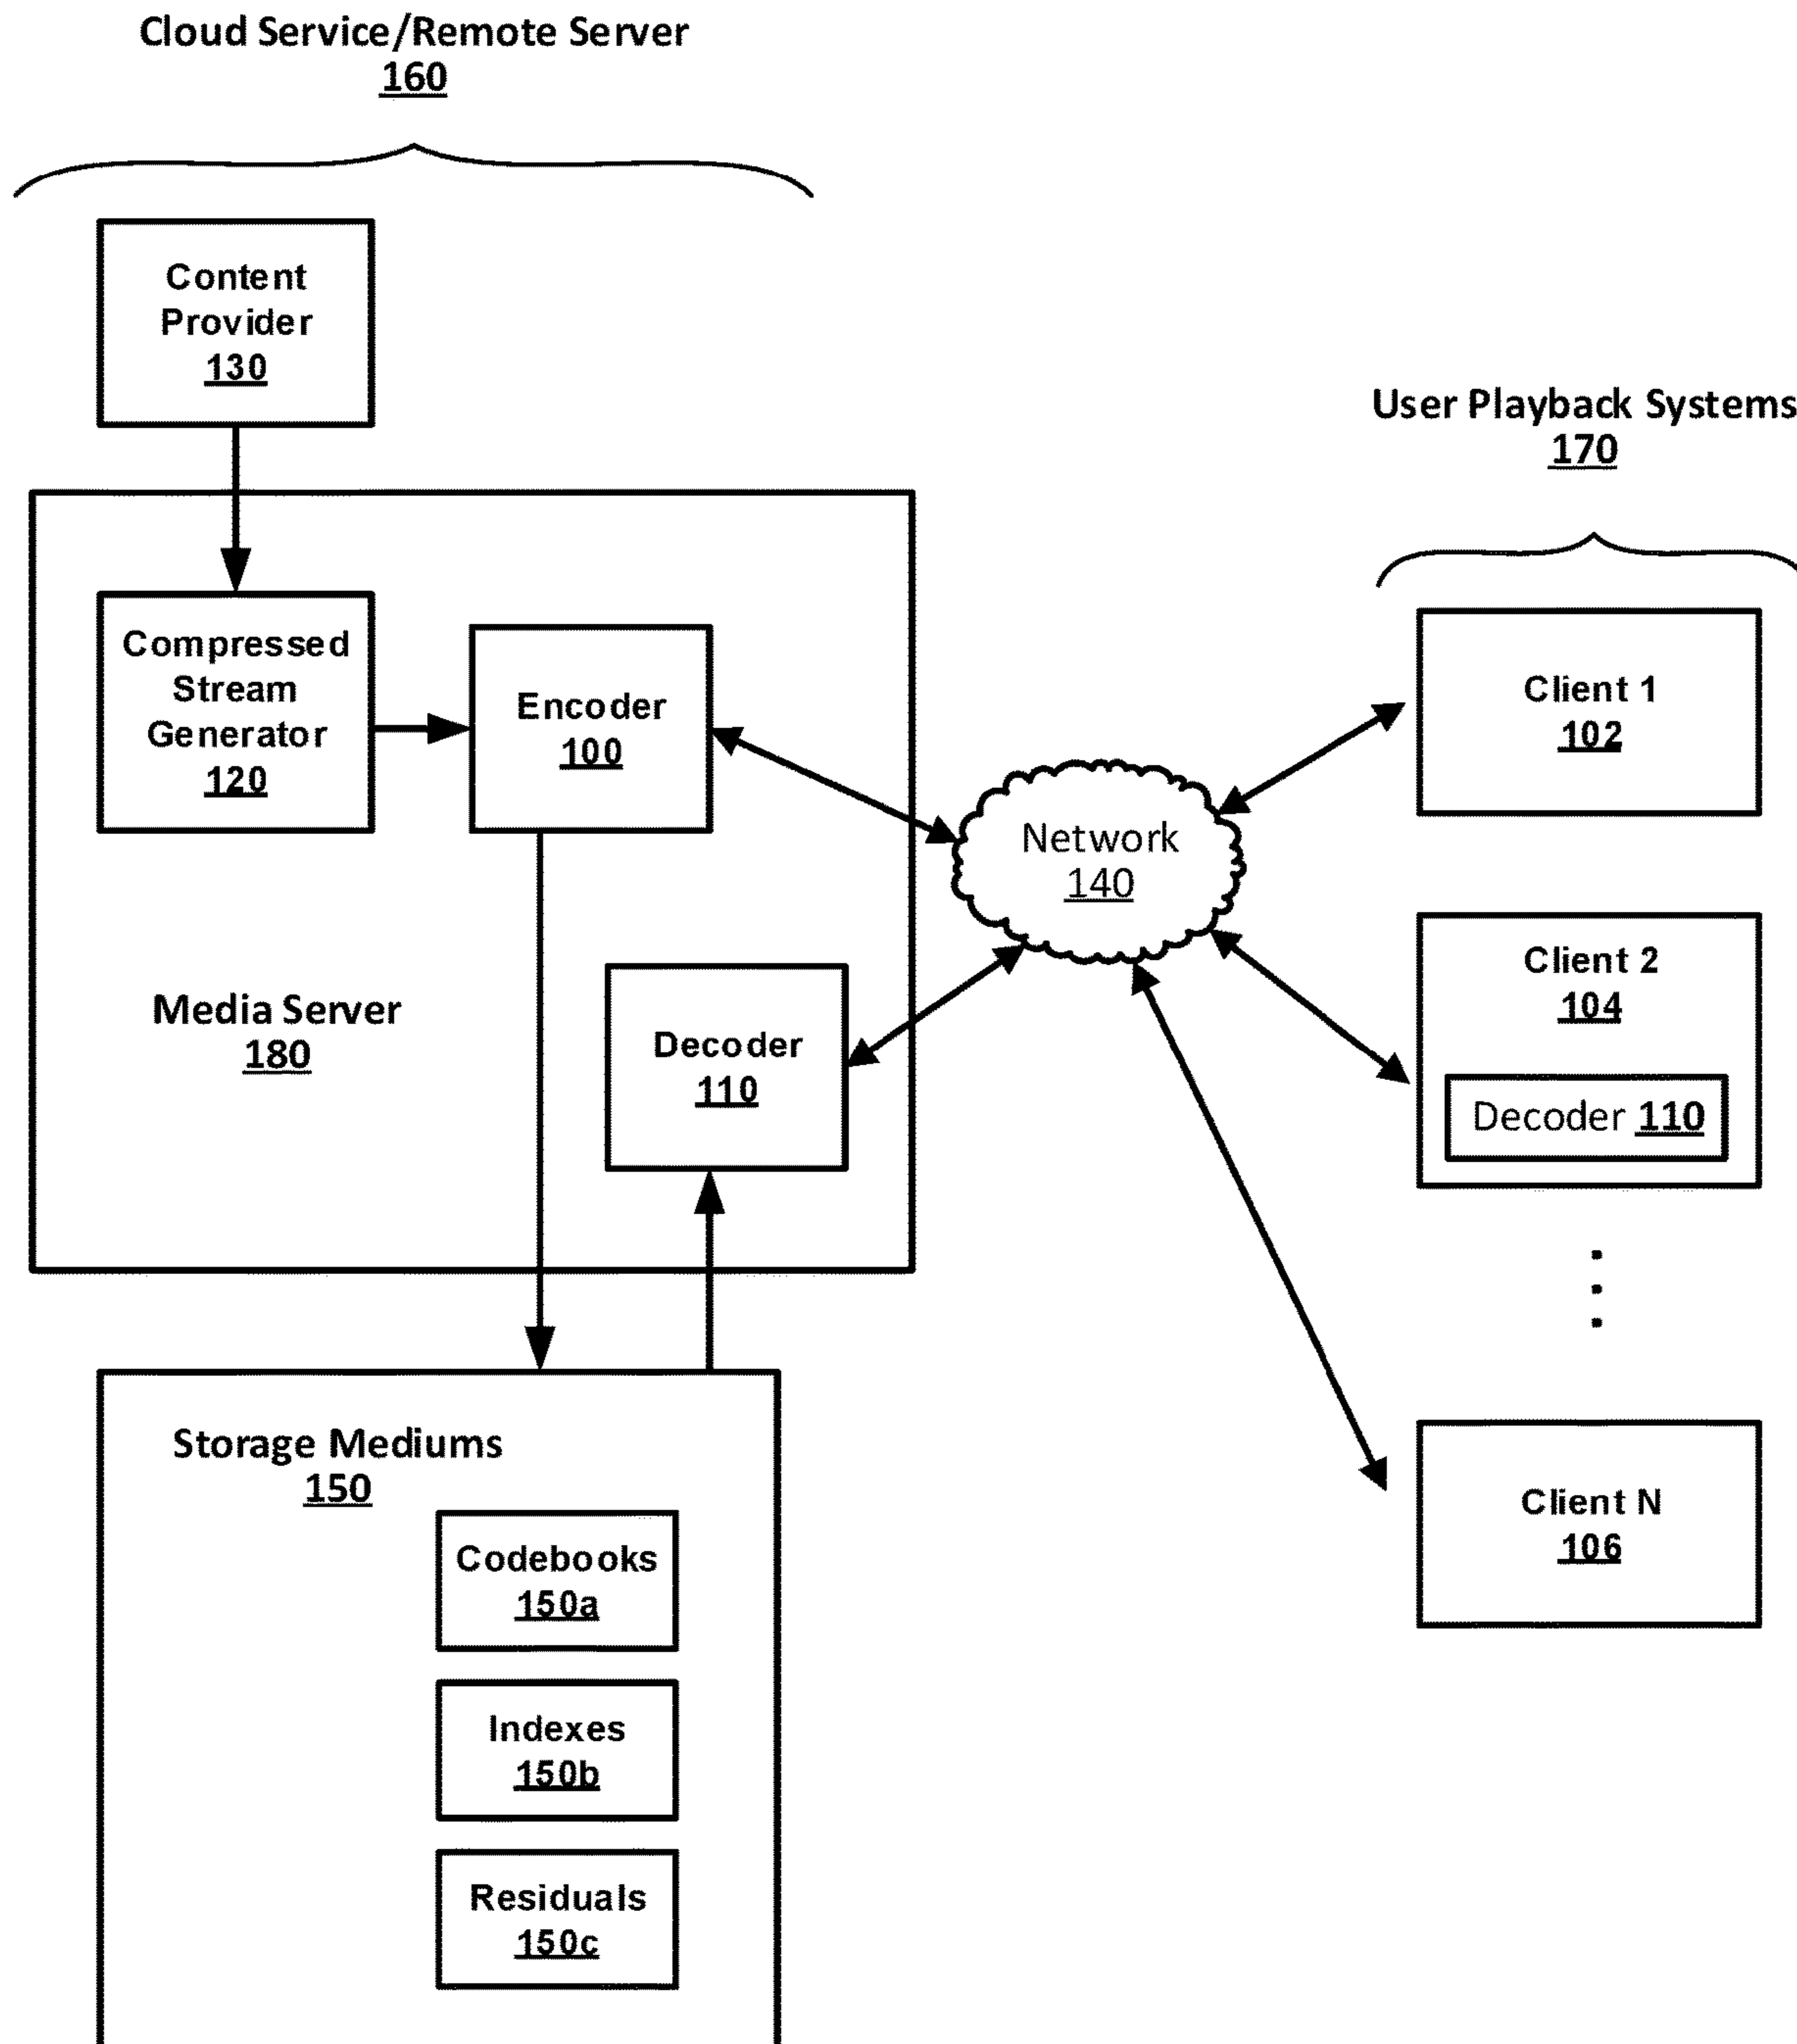 Cloud Service/Remote Server
160
Content
Provider
130
User Playback Systems
170
Compressed
Stream
Generator
120
Encoder
100
Client 1
102
Network
140
Media Server
180
Decoder
110
Client 2
104
Decoder 110
Storage Mediums
150
Codebooks
150a
Indexes
150b
Residuals
150c
Client N
106